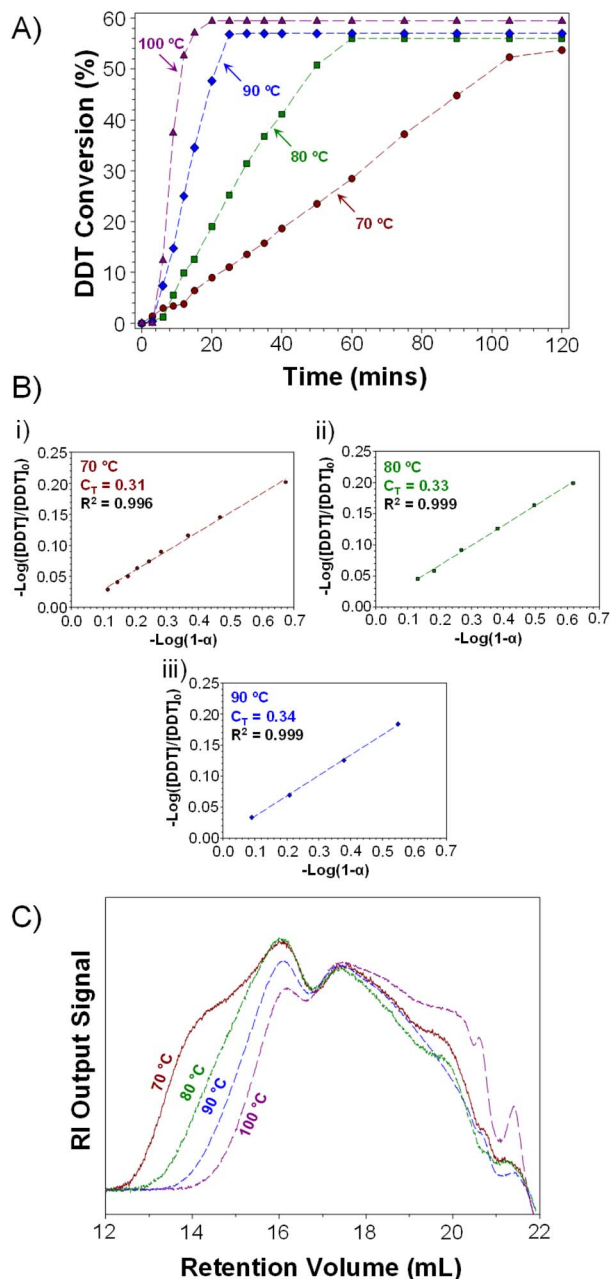 A)
DDT Conversion (%)
60
50
40
30
20
10
0
100 ºC
90 ºC
80 ºC
70 ºC
0 20 40 60 80 100 120
Time (mins)
B)
i)
-Log([DDT]/[DDT]0)
0.25
0.20
0.15
0.10
0.05
0.00
70 ºC
CT = 0.31
R2 = 0.996
0.0 0.1 0.2 0.3 0.4 0.5 0.6 0.7
-Log(1-α)
ii)
-Log([DDT]/[DDT]0)
0.25
0.20
0.15
0.10
0.05
0.00
80 ºC
CT = 0.33
R2 = 0.999
0.0 0.1 0.2 0.3 0.4 0.5 0.6 0.7
-Log(1-α)
iii)
-Log([DDT]/[DDT]0)
0.25
0.20
0.15
0.10
0.05
0.00
90 ºC
CT = 0.34
R2 = 0.999
0.0 0.1 0.2 0.3 0.4 0.5 0.6 0.7
-Log(1-α)
C)
RI Output Signal
70 ºC
80 ºC
90 ºC
100 ºC
12 14 16 18 20 22
Retention Volume (mL)